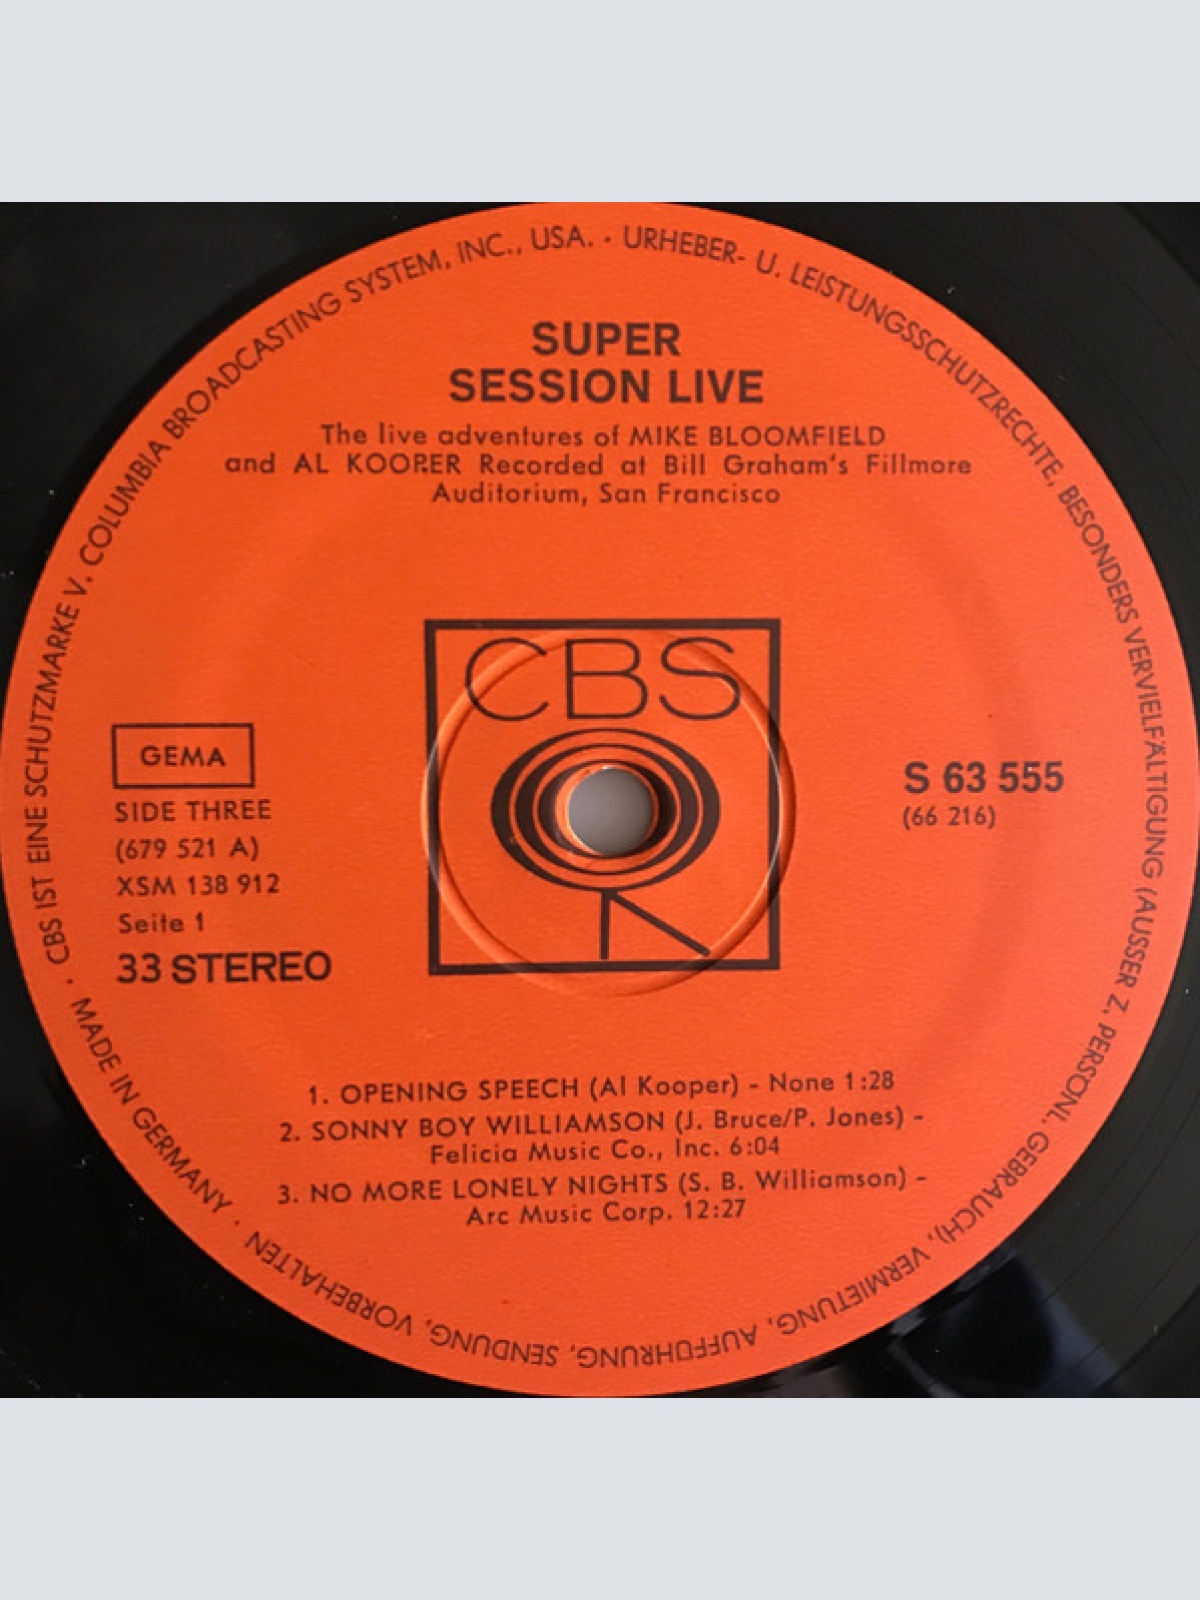 CBS IST EINE SCHUTZMARKE V. COLUMBIA BROADCASTING SYSTEM, INC., USA. · URHEBER- U. LEISTUNGSSCHUTZRECHTE, BESONDERS VERVIELFÄLTIGUNG (AUSSER Z. PERSÖNL. GEBRAUCH), VERMIETUNG, AUFFÜHRUNG, SENDUNG, VORBEHALTEN · MADE IN GERMANY ·
SUPER
SESSION LIVE
The live adventures of MIKE BLOOMFIELD
and AL KOOPER Recorded at Bill Graham's Fillmore
Auditorium, San Francisco
CBS
GEMA
SIDE THREE
(679 521 A)
XSM 138 912
Seite 1
33 STEREO
S 63 555
(66 216)
1. OPENING SPEECH (Al Kooper) - None 1:28
2. SONNY BOY WILLIAMSON (J. Bruce/P. Jones) -
Felicia Music Co., Inc. 6:04
3. NO MORE LONELY NIGHTS (S. B. Williamson) -
Arc Music Corp. 12:27